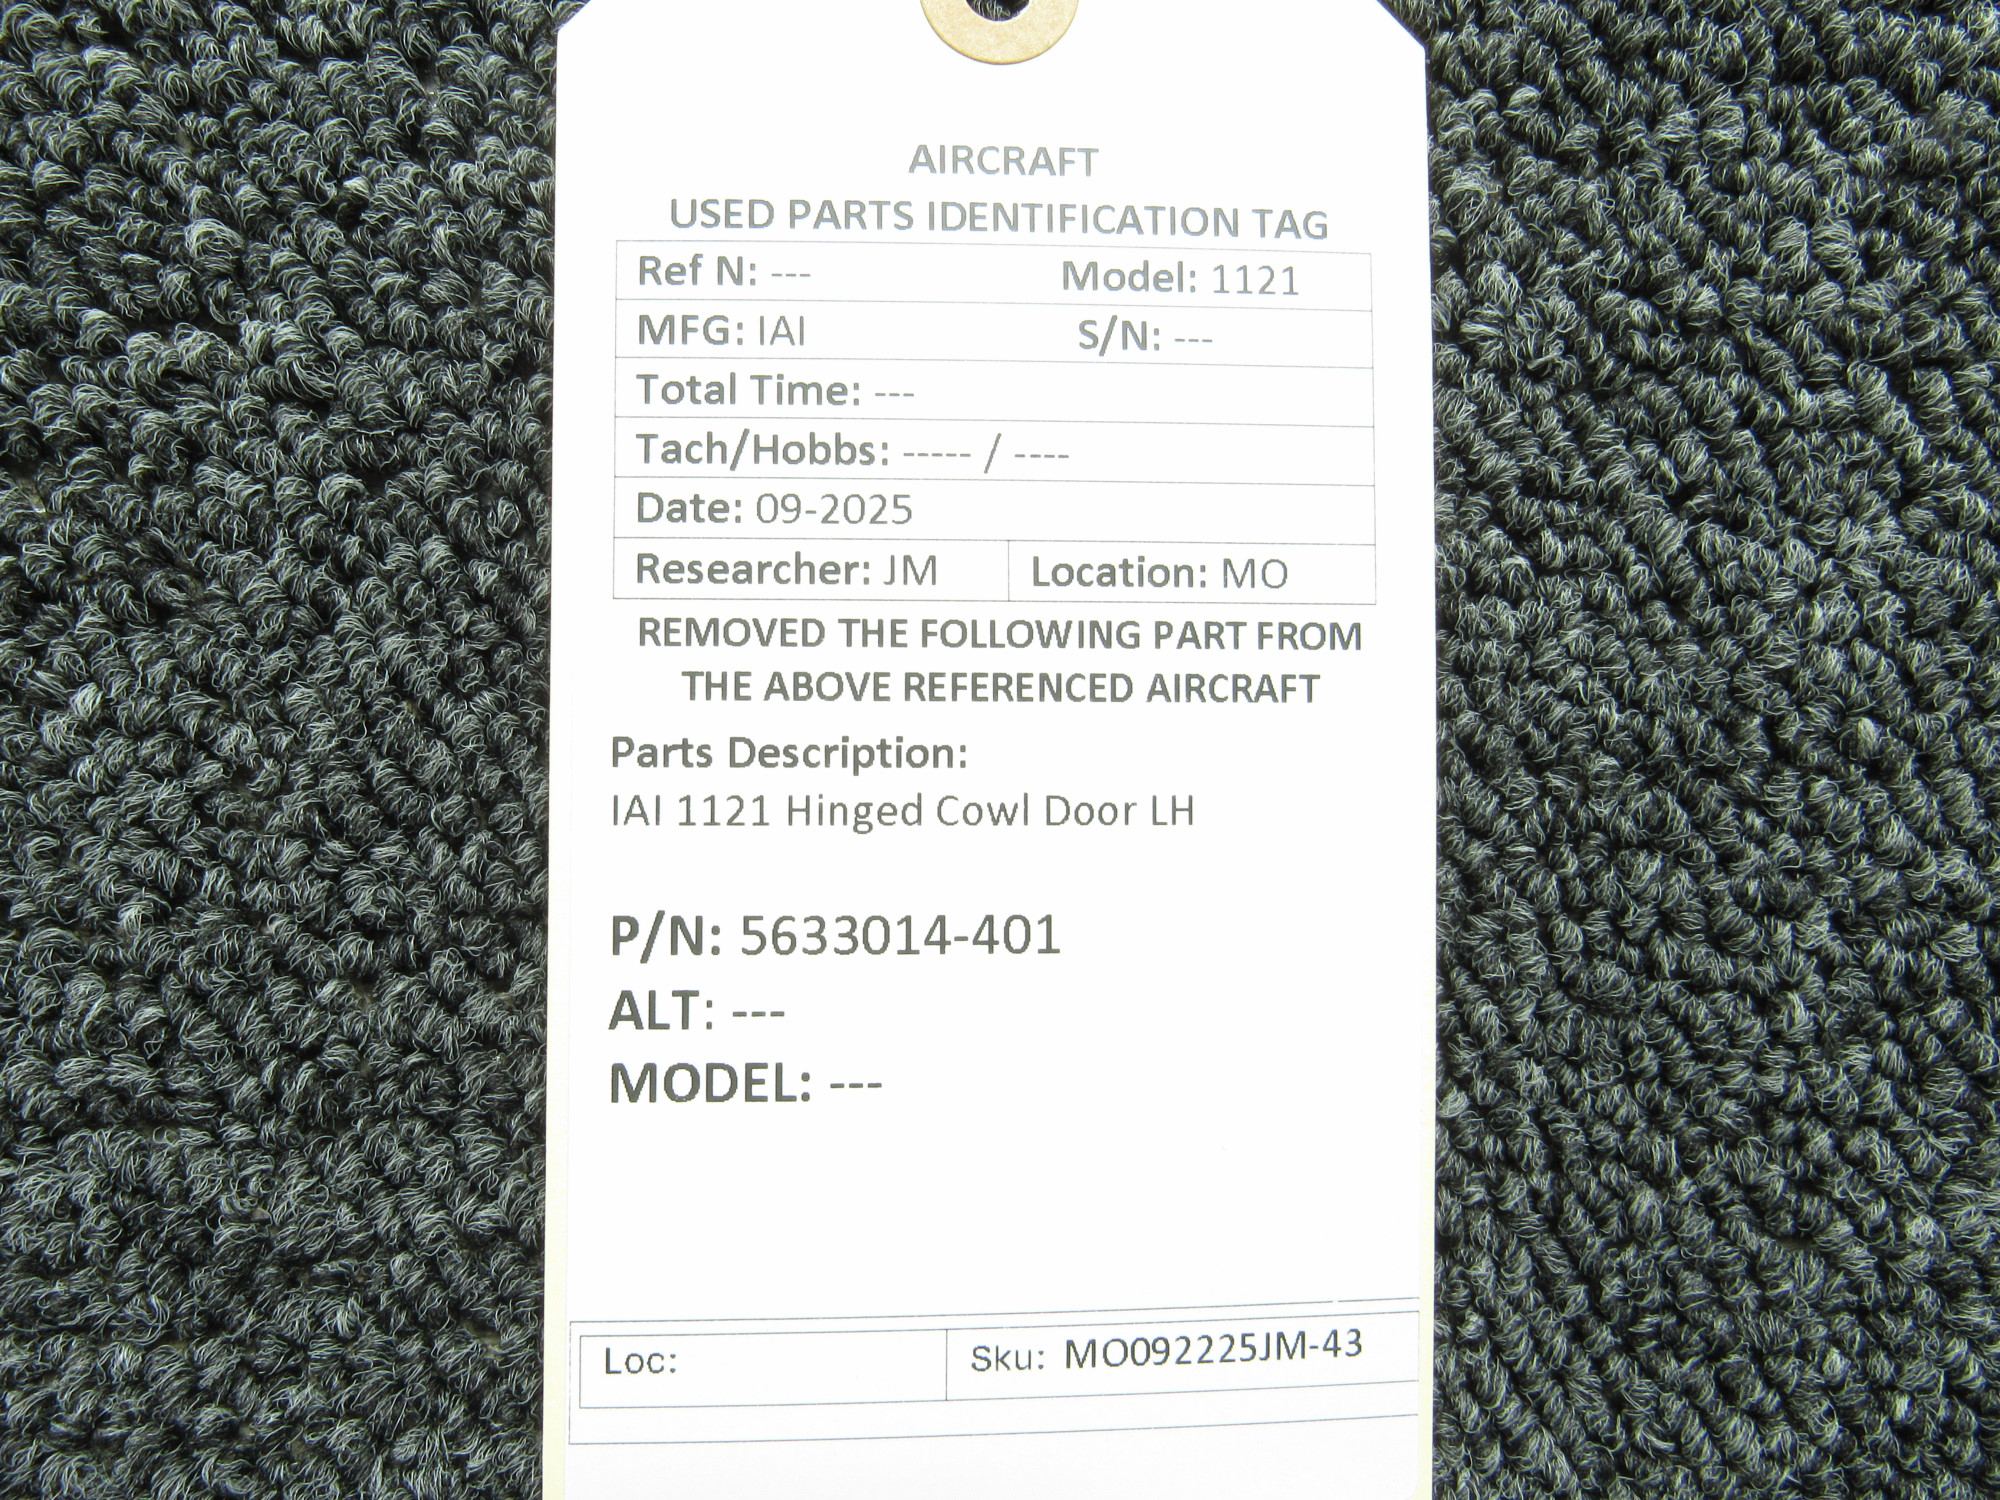 AIRCRAFT
USED PARTS IDENTIFICATION TAG
Ref N: --- Model: 1121
MFG: IAI S/N: ---
Total Time: ---
Tach/Hobbs: ----- / ----
Date: 09-2025
Researcher: JM Location: MO
REMOVED THE FOLLOWING PART FROM
THE ABOVE REFERENCED AIRCRAFT
Parts Description:
IAI 1121 Hinged Cowl Door LH
P/N: 5633014-401
ALT: ---
MODEL: ---
Loc: Sku: MO092225JM-43